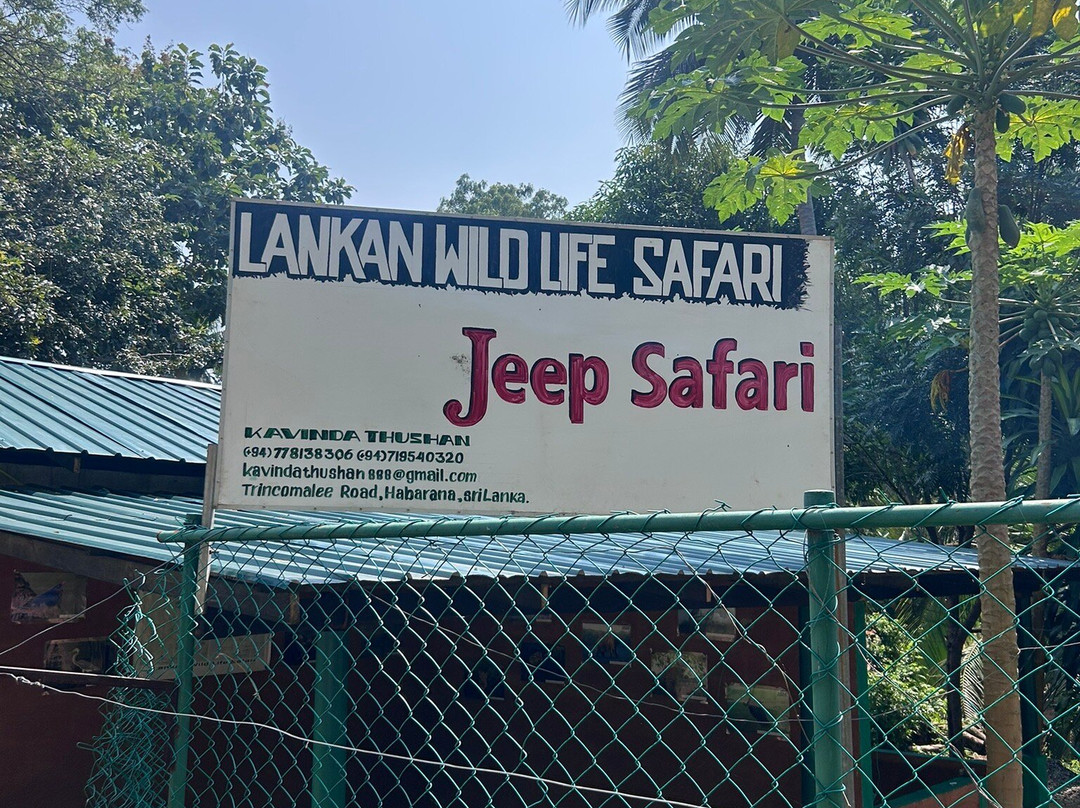 LANKAN WILD LIFE SAFARI
Jeep Safari
KAVINDA THUSHAN
(94)778138306 (94)719540320
kavindathushan888@gmail.com
Trincomalee Road,Habarana,sriLanka.